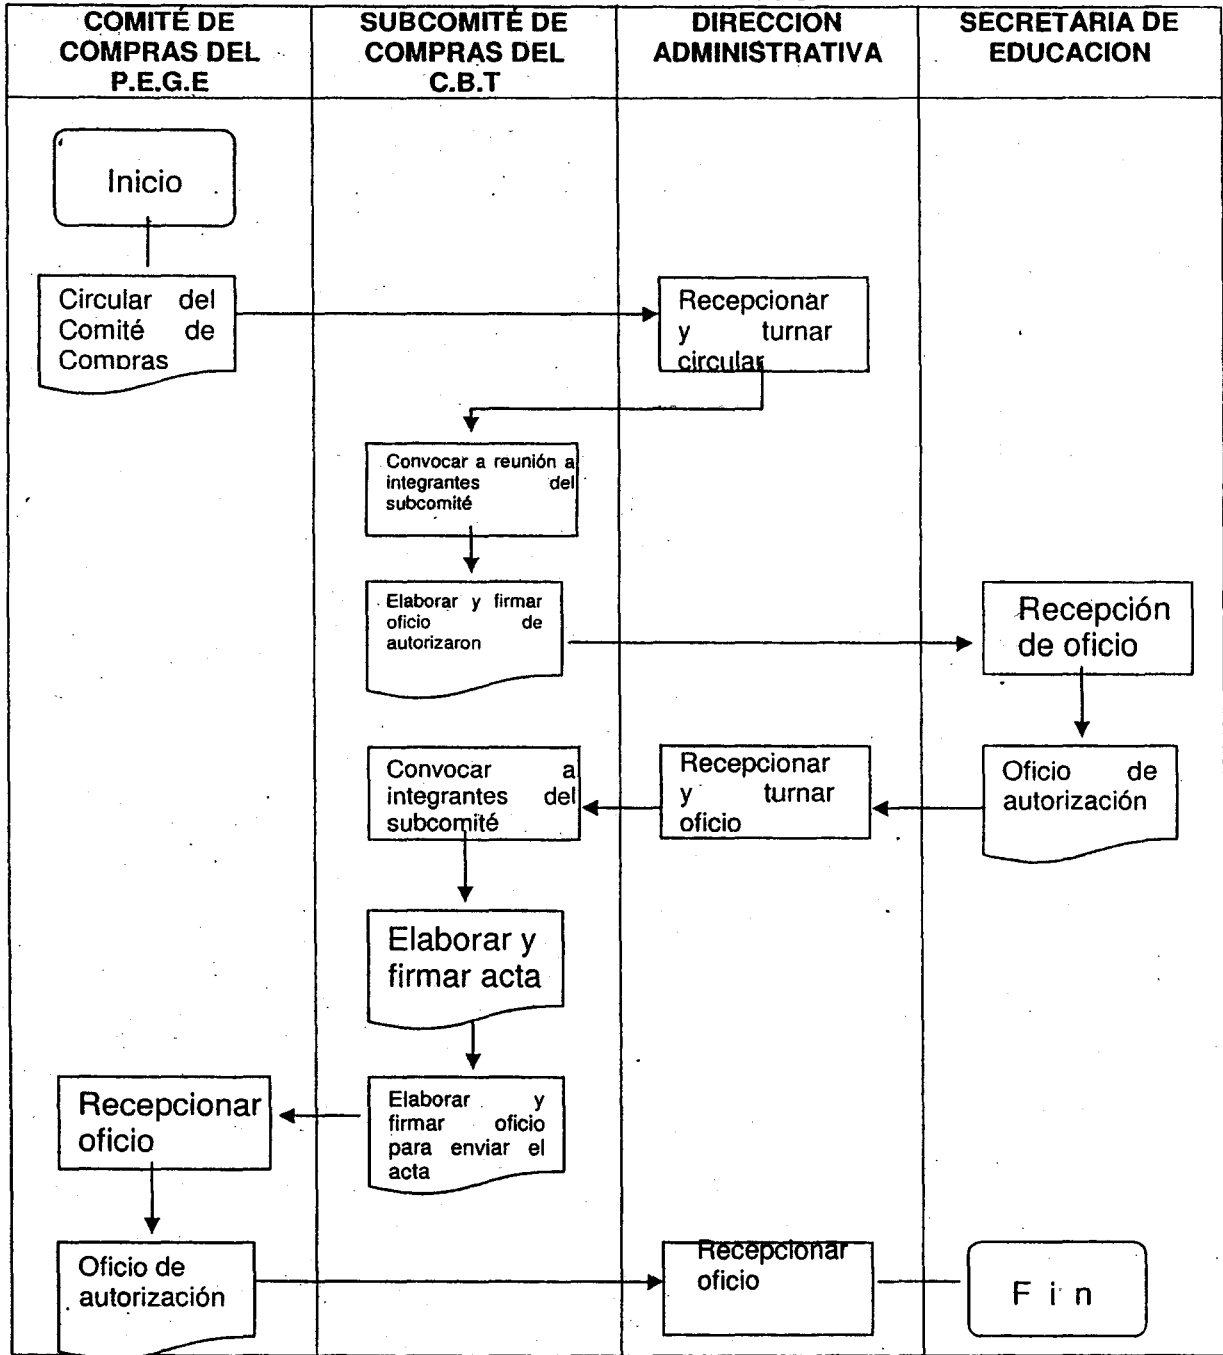 COMITÉ DE
COMPRAS DEL
P.E.G.E
SUBCOMITÉ DE
COMPRAS DEL
C.B.T
DIRECCION
ADMINISTRATIVA
SECRETARIA DE
EDUCACION
Inicio
Circular del
Comité de
Compras
Recepcionar
y turnar
circular
Convocar a reunión a
integrantes del
subcomité
Elaborar y firmar
oficio de
autorizaron
Recepción
de oficio
Convocar a
integrantes del
subcomité
Recepcionar
y turnar
oficio
Oficio de
autorización
Elaborar y
firmar acta
Recepcionar
oficio
Elaborar y
firmar oficio
para enviar el
acta
Oficio de
autorización
Recepcionar
oficio
F i n